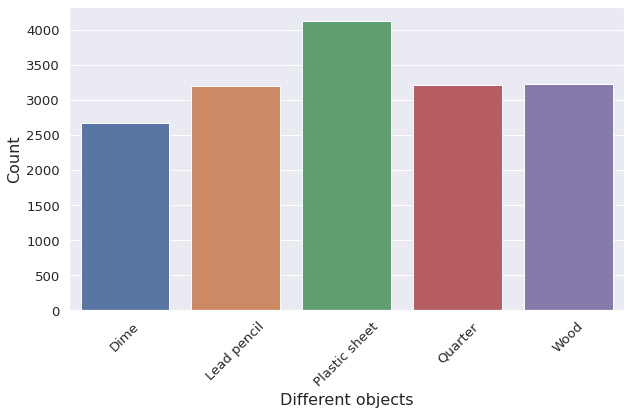 4000
3500
3000
2500
2000
1500
1000
500
0
Count
Dime
Lead pencil
Plastic sheet
Quarter
Wood
Different objects